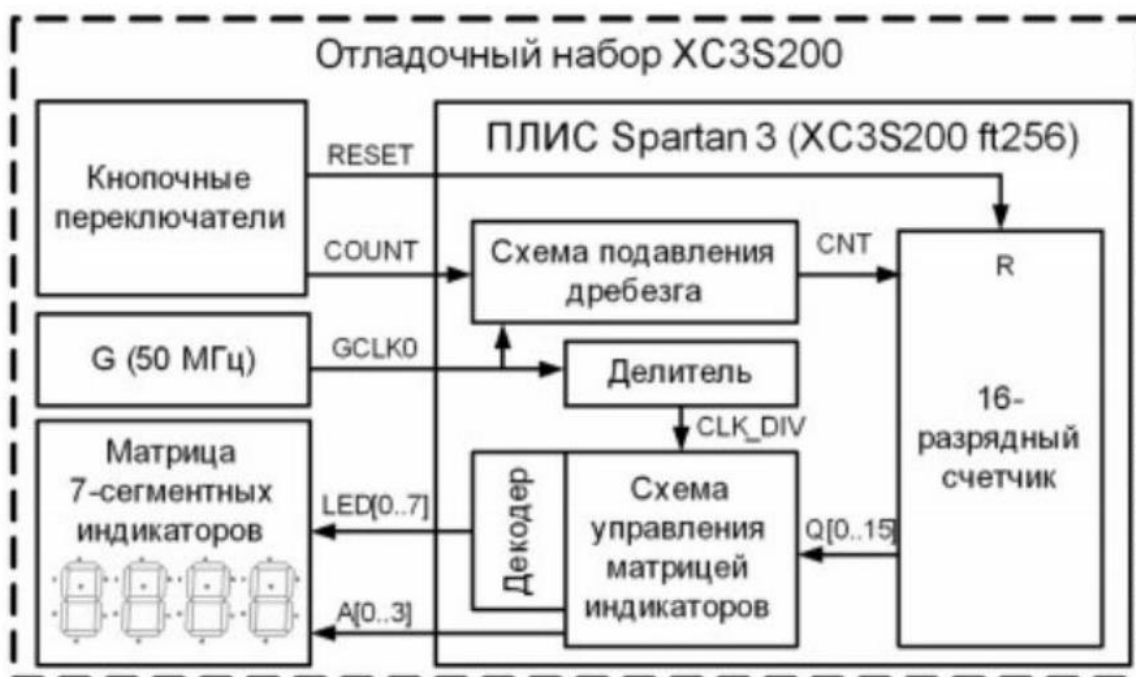 Отладочный набор XC3S200
ПЛИС Spartan 3 (XC3S200 ft256)
Кнопочные
переключатели
RESET
COUNT
Схема подавления
дребезга
CNT
R
16-
разрядный
счетчик
G (50 МГц)
GCLK0
Делитель
CLK_DIV
Матрица
7-сегментных
индикаторов
LED[0..7]
A[0..3]
Декодер
Схема
управления
матрицей
индикаторов
Q[0..15]